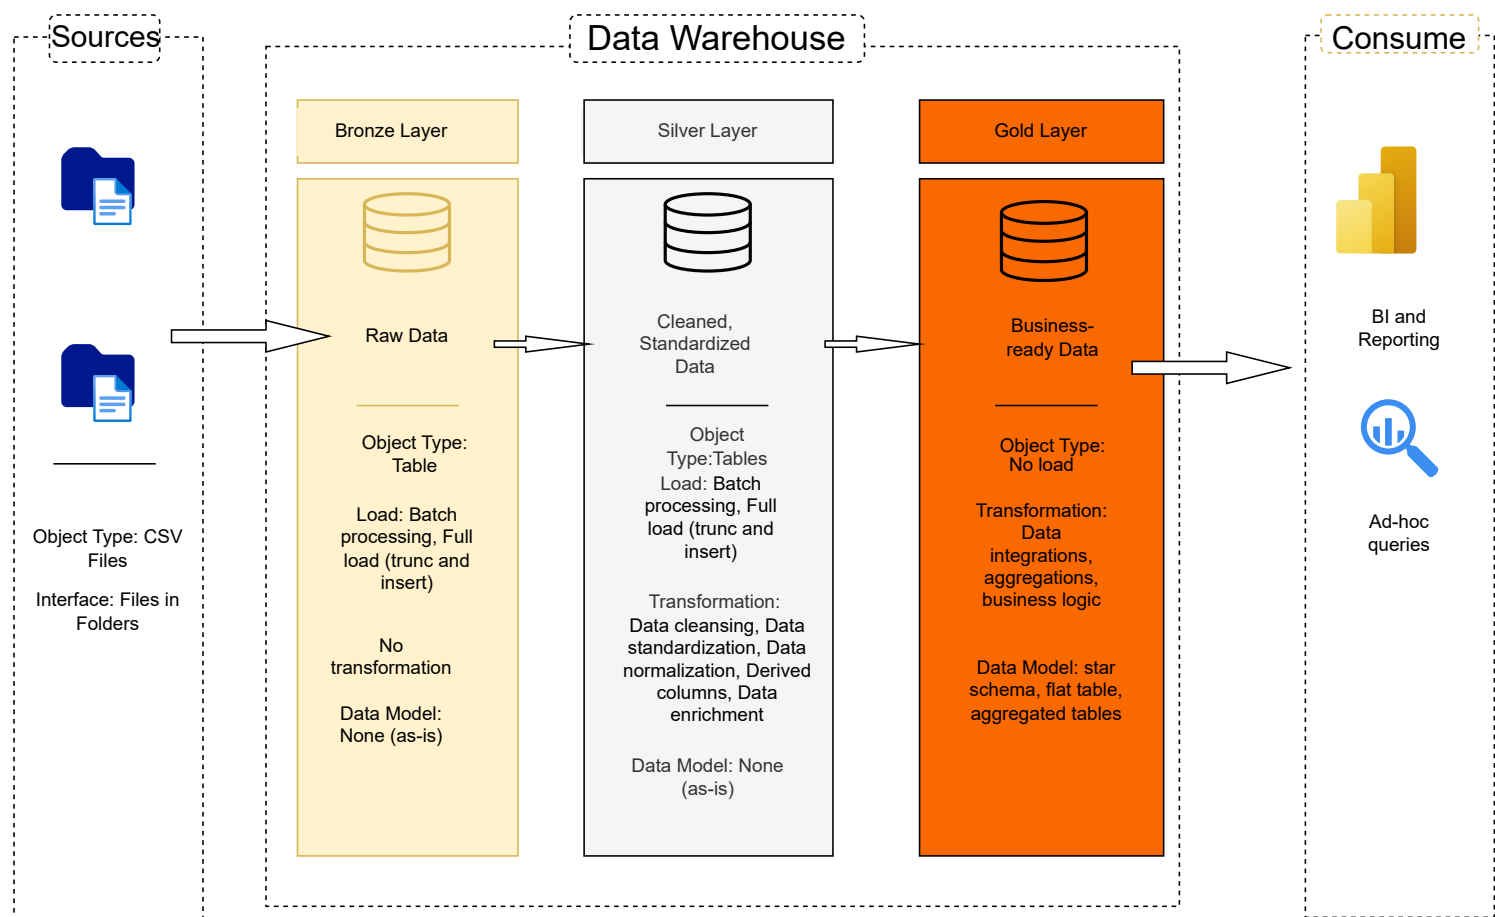 Sources
Data Warehouse
Consume
Object Type: CSV
Files
Interface: Files in
Folders
Bronze Layer
Raw Data
Object Type:
Table
Load: Batch
processing, Full
load (trunc and
insert)
No
transformation
Data Model:
None (as-is)
Silver Layer
Cleaned,
Standardized
Data
Object
Type:Tables
Load: Batch
processing, Full
load (trunc and
insert)
Transformation:
Data cleansing, Data
standardization, Data
normalization, Derived
columns, Data
enrichment
Data Model: None
(as-is)
Gold Layer
Business-
ready Data
Object Type:
No load
Transformation:
Data
integrations,
aggregations,
business logic
Data Model: star
schema, flat table,
aggregated tables
BI and
Reporting
Ad-hoc
queries